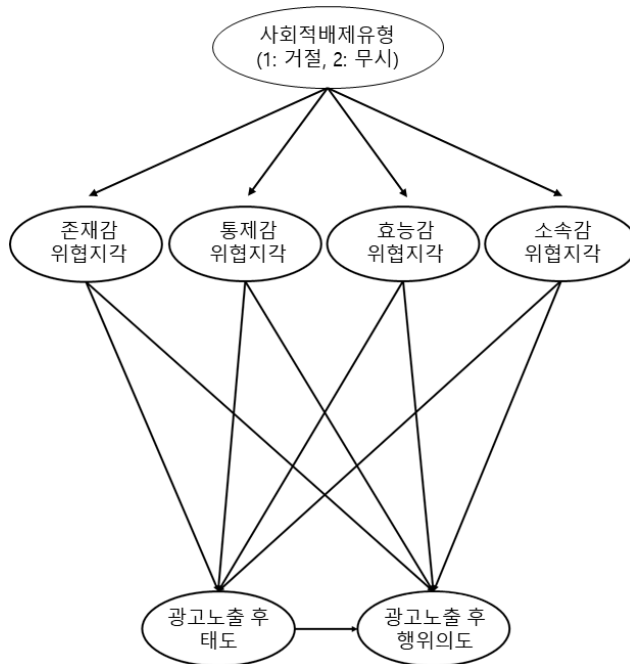 사회적배제유형
(1: 거절, 2: 무시)
존재감
위협지각
통제감
위협지각
효능감
위협지각
소속감
위협지각
광고노출 후
태도
광고노출 후
행위의도